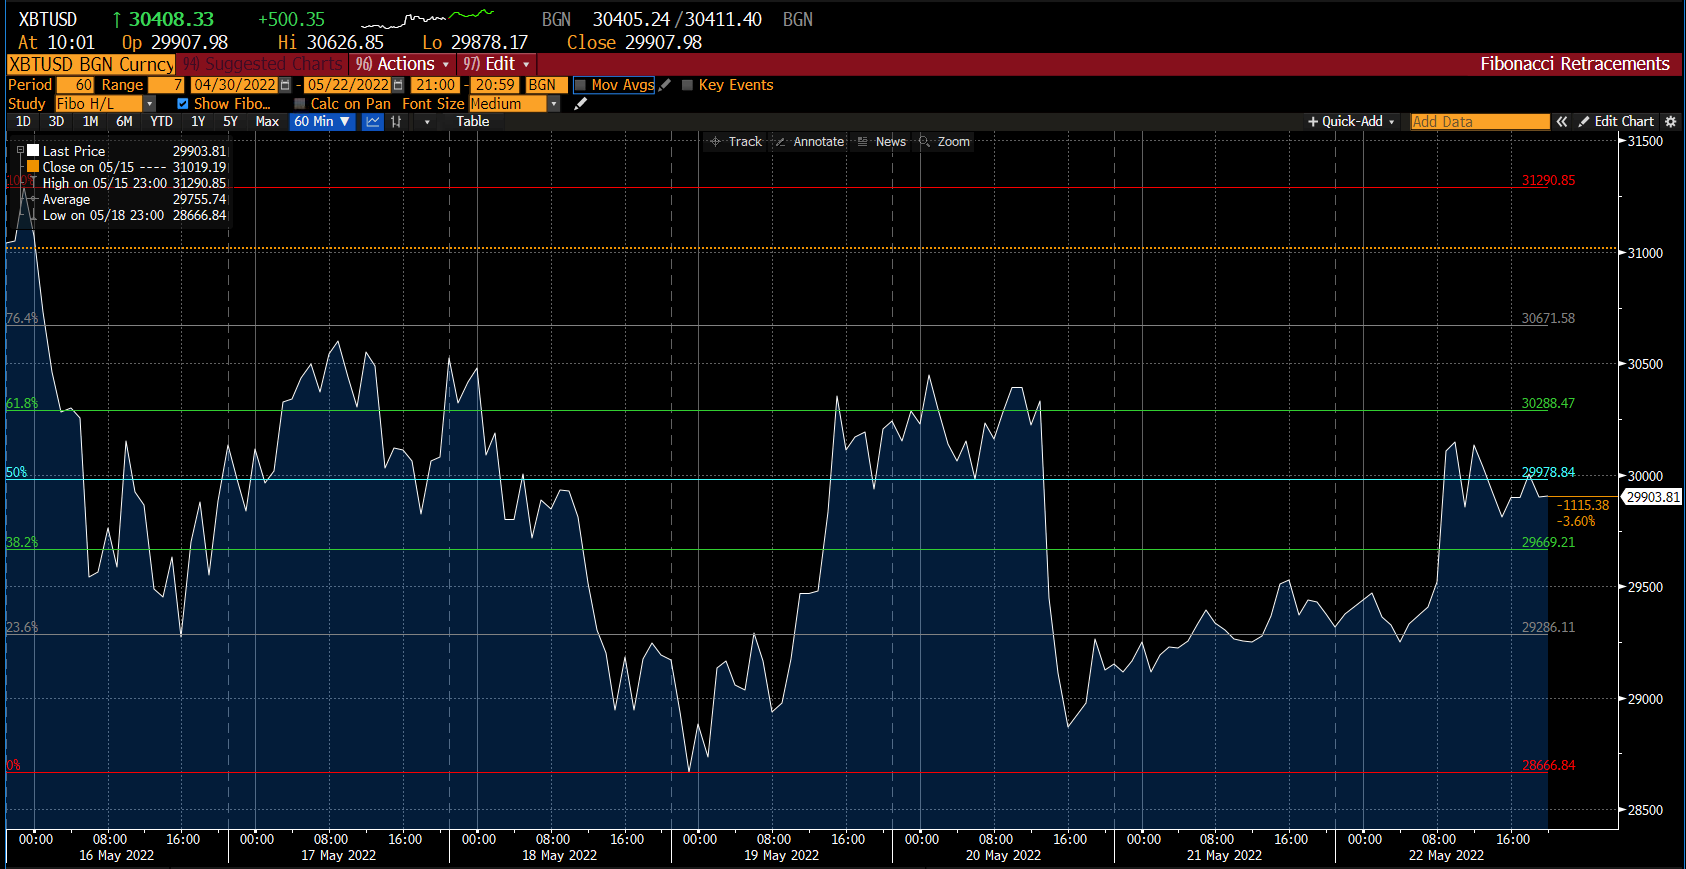 XBTUSD ↑ 30408.33 +500.35 BGN 30405.24/30411.40 BGN
At 10:01 Op 29907.98 Hi 30626.85 Lo 29878.17 Close 29907.98
XBTUSD BGN Curncy 94) Suggested Charts 96) Actions 97) Edit Fibonacci Retracements
Period 60 Range 7 04/30/2022 - 05/22/2022 21:00 - 20:59 BGN Mov Avgs Key Events
Study Fibo H/L Show Fibo... Calc on Pan Font Size Medium
1D 3D 1M 6M YTD 1Y 5Y Max 60 Min ▼ Table + Quick-Add Add Data « Edit Chart
Track Annotate News Zoom
Last Price 29903.81
Close on 05/15 ---- 31019.19
High on 05/15 23:00 31290.85
Average 29755.74
Low on 05/18 23:00 28666.84
31500
100% 31290.85
31000
76.4% 30671.58
30500
61.8% 30288.47
50% 29978.84 30000
29903.81
-1115.38
-3.60%
38.2% 29669.21
29500
23.6% 29286.11
29000
0% 28666.84
28500
00:00 08:00 16:00 00:00 08:00 16:00 00:00 08:00 16:00 00:00 08:00 16:00 00:00 08:00 16:00 00:00 08:00 16:00 00:00 08:00 16:00
16 May 2022 17 May 2022 18 May 2022 19 May 2022 20 May 2022 21 May 2022 22 May 2022